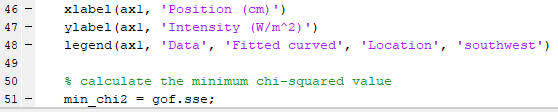 46 - xlabel(ax1, 'Position (cm)')
47 - ylabel(ax1, 'Intensity (W/m^2)')
48 - legend(ax1, 'Data', 'Fitted curved', 'Location', 'southwest')
49
50 % calculate the minimum chi-squared value
51 - min_chi2 = gof.sse;